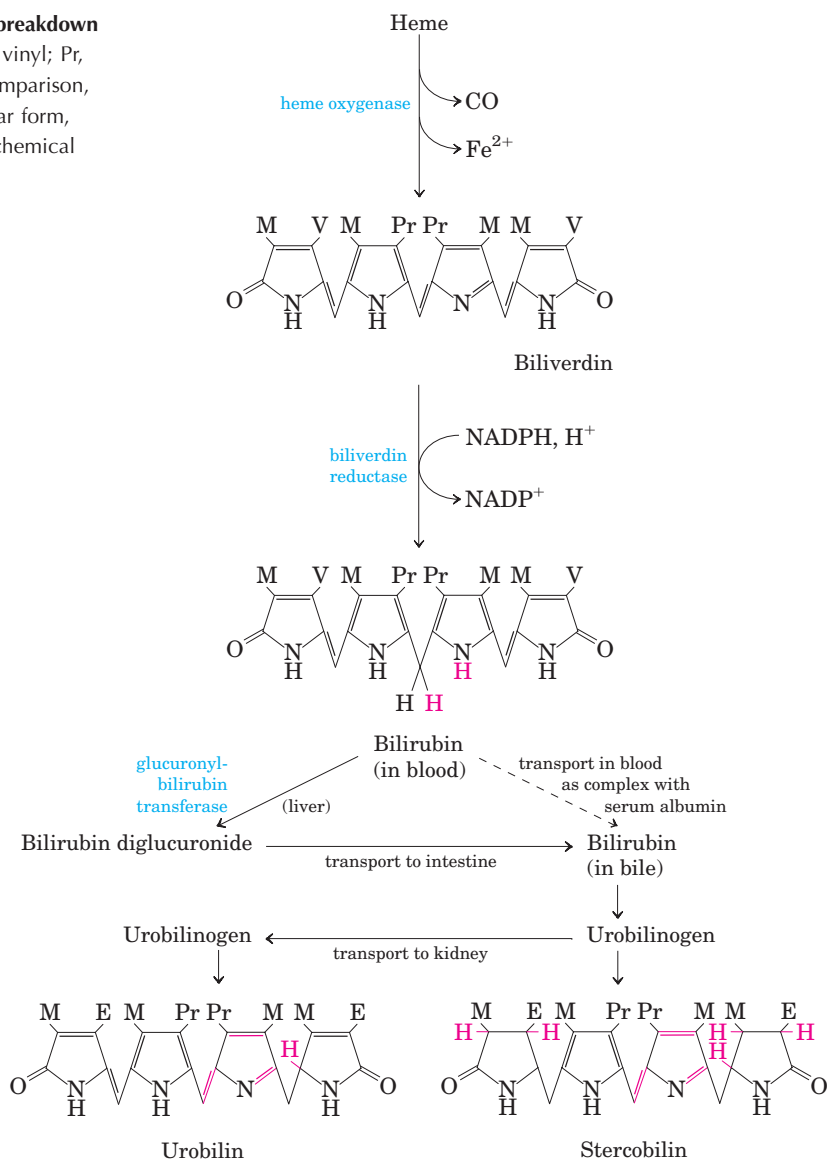 breakdown
vinyl; Pr,
mparison,
ar form,
chemical
Heme
heme oxygenase
CO
Fe²⁺
M V M Pr Pr M M V
O N N N N O
H H H
Biliverdin
biliverdin
reductase
NADPH, H⁺
NADP⁺
M V M Pr Pr M M V
O N N N N O
H H H H
H H
Bilirubin
(in blood)
glucuronyl-
bilirubin
transferase
(liver)
transport in blood
as complex with
serum albumin
Bilirubin diglucuronide
transport to intestine
Bilirubin
(in bile)
Urobilinogen
transport to kidney
Urobilinogen
M E M Pr Pr M M E
H
O N N N N O
H H H
Urobilin
M E M Pr Pr M M E
H H H H
H
O N N N N O
H H H
Stercobilin